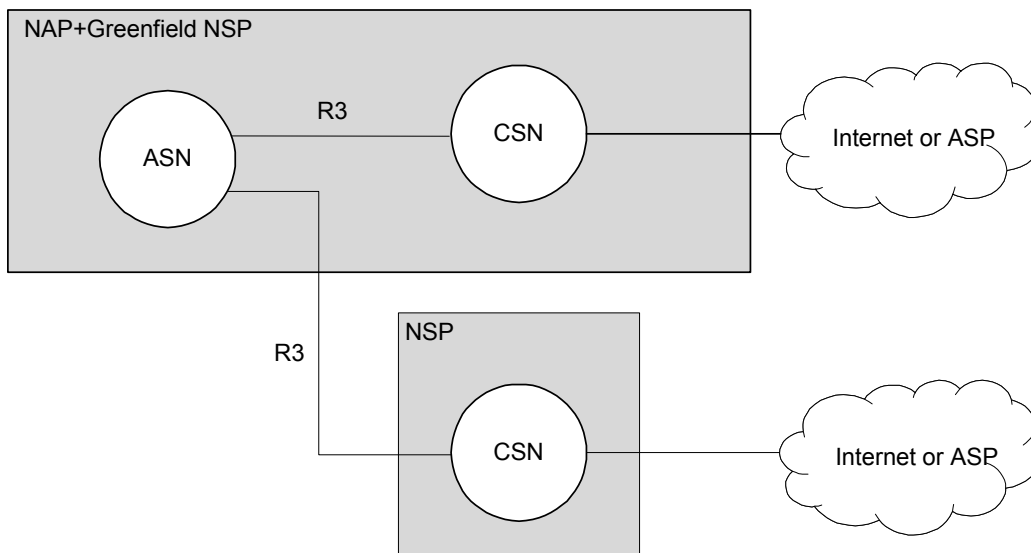 NAP+Greenfield NSP
R3
CSN
ASN
Internet or ASP
NSP
R3
CSN
Internet or ASP